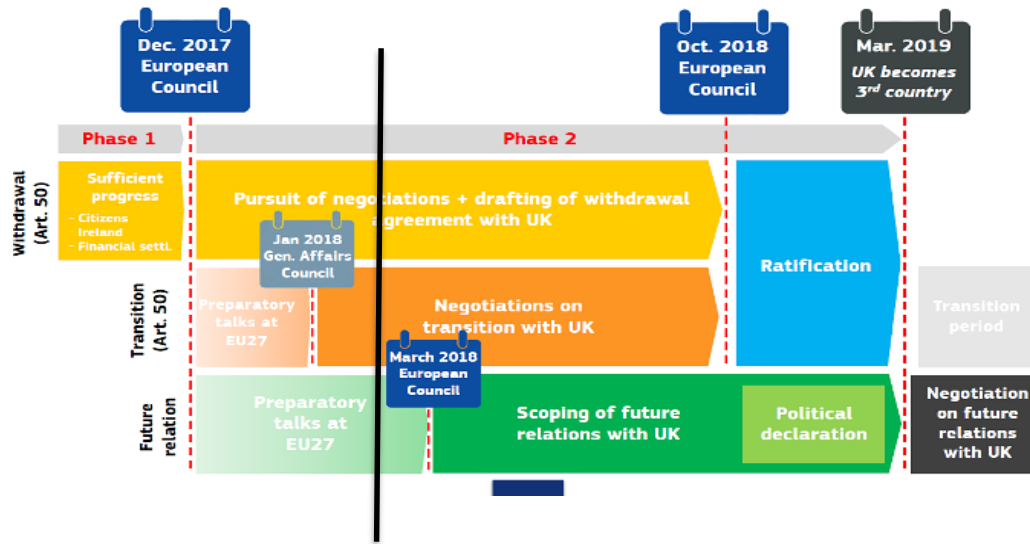 Dec. 2017
European
Council
Oct. 2018
European
Council
Mar. 2019
UK becomes
3rd country
Phase 1
Phase 2
Withdrawal
(Art. 50)
Sufficient
progress
- Citizens
- Ireland
- Financial settl.
Pursuit of negotiations + drafting of withdrawal
agreement with UK
Jan 2018
Gen. Affairs
Council
Ratification
Transition
(Art. 50)
Preparatory
talks at
EU27
Negotiations on
transition with UK
Transition
period
March 2018
European
Council
Future
relation
Preparatory
talks at
EU27
Scoping of future
relations with UK
Political
declaration
Negotiation
on future
relations
with UK